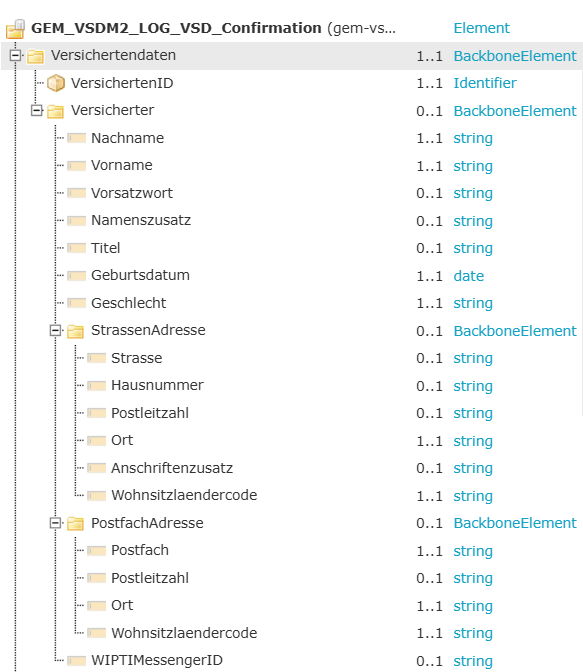 GEM_VSDM2_LOG_VSD_Confirmation (gem-vs... Element
Versichertendaten 1..1 BackboneElement
VersichertenID 1..1 Identifier
Versicherter 0..1 BackboneElement
Nachname 1..1 string
Vorname 1..1 string
Vorsatzwort 0..1 string
Namenszusatz 0..1 string
Titel 0..1 string
Geburtsdatum 1..1 date
Geschlecht 1..1 string
StrassenAdresse 0..1 BackboneElement
Strasse 0..1 string
Hausnummer 0..1 string
Postleitzahl 0..1 string
Ort 1..1 string
Anschriftenzusatz 0..1 string
Wohnsitzlaendercode 1..1 string
PostfachAdresse 0..1 BackboneElement
Postfach 1..1 string
Postleitzahl 0..1 string
Ort 1..1 string
Wohnsitzlaendercode 1..1 string
WIPTIMessengerID 0..1 string